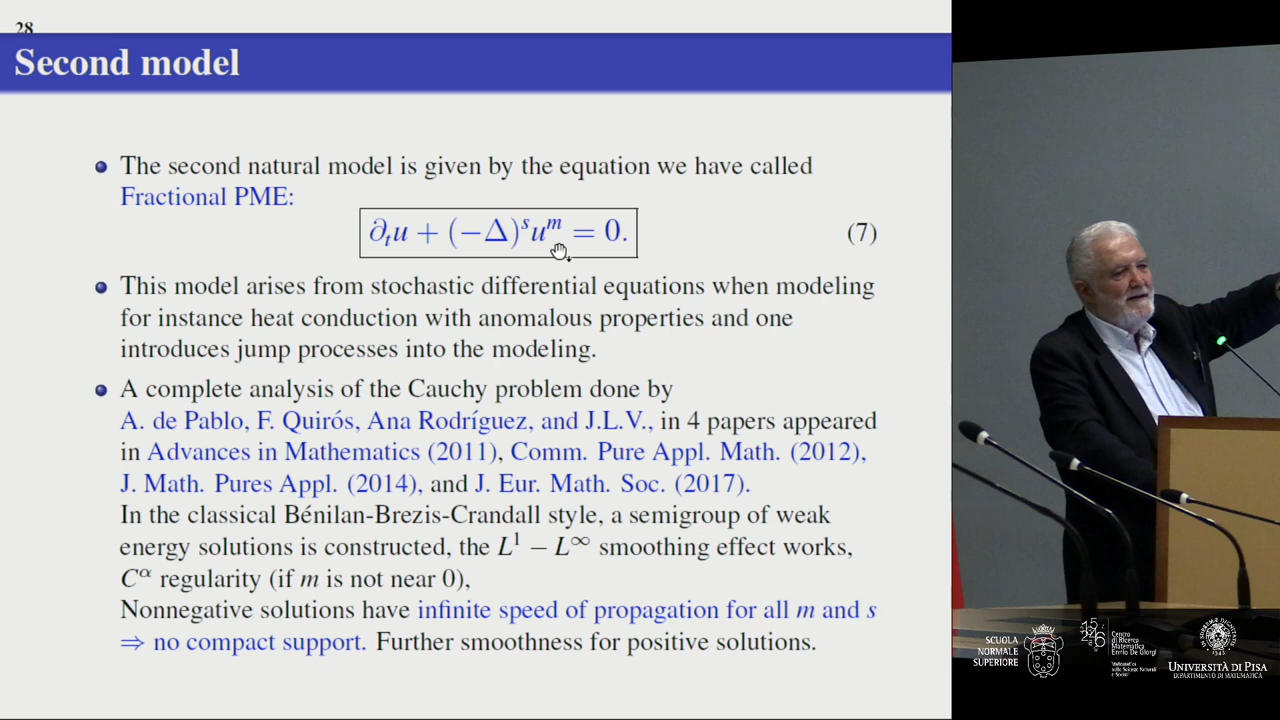 28
Second model
The second natural model is given by the equation we have called
Fractional PME:
∂ₜu + (−Δ)ˢuᵐ = 0. (7)
This model arises from stochastic differential equations when modeling
for instance heat conduction with anomalous properties and one
introduces jump processes into the modeling.
A complete analysis of the Cauchy problem done by
A. de Pablo, F. Quirós, Ana Rodríguez, and J.L.V., in 4 papers appeared
in Advances in Mathematics (2011), Comm. Pure Appl. Math. (2012),
J. Math. Pures Appl. (2014), and J. Eur. Math. Soc. (2017).
In the classical Bénilan-Brezis-Crandall style, a semigroup of weak
energy solutions is constructed, the L¹ − L^∞ smoothing effect works,
C^α regularity (if m is not near 0),
Nonnegative solutions have infinite speed of propagation for all m and s
⇒ no compact support. Further smoothness for positive solutions.
SCUOLA
NORMALE
SUPERIORE
Centro
di Ricerca
Matematica
Ennio De Giorgi
UNIVERSITÀ DI PISA
DIPARTIMENTO DI MATEMATICA